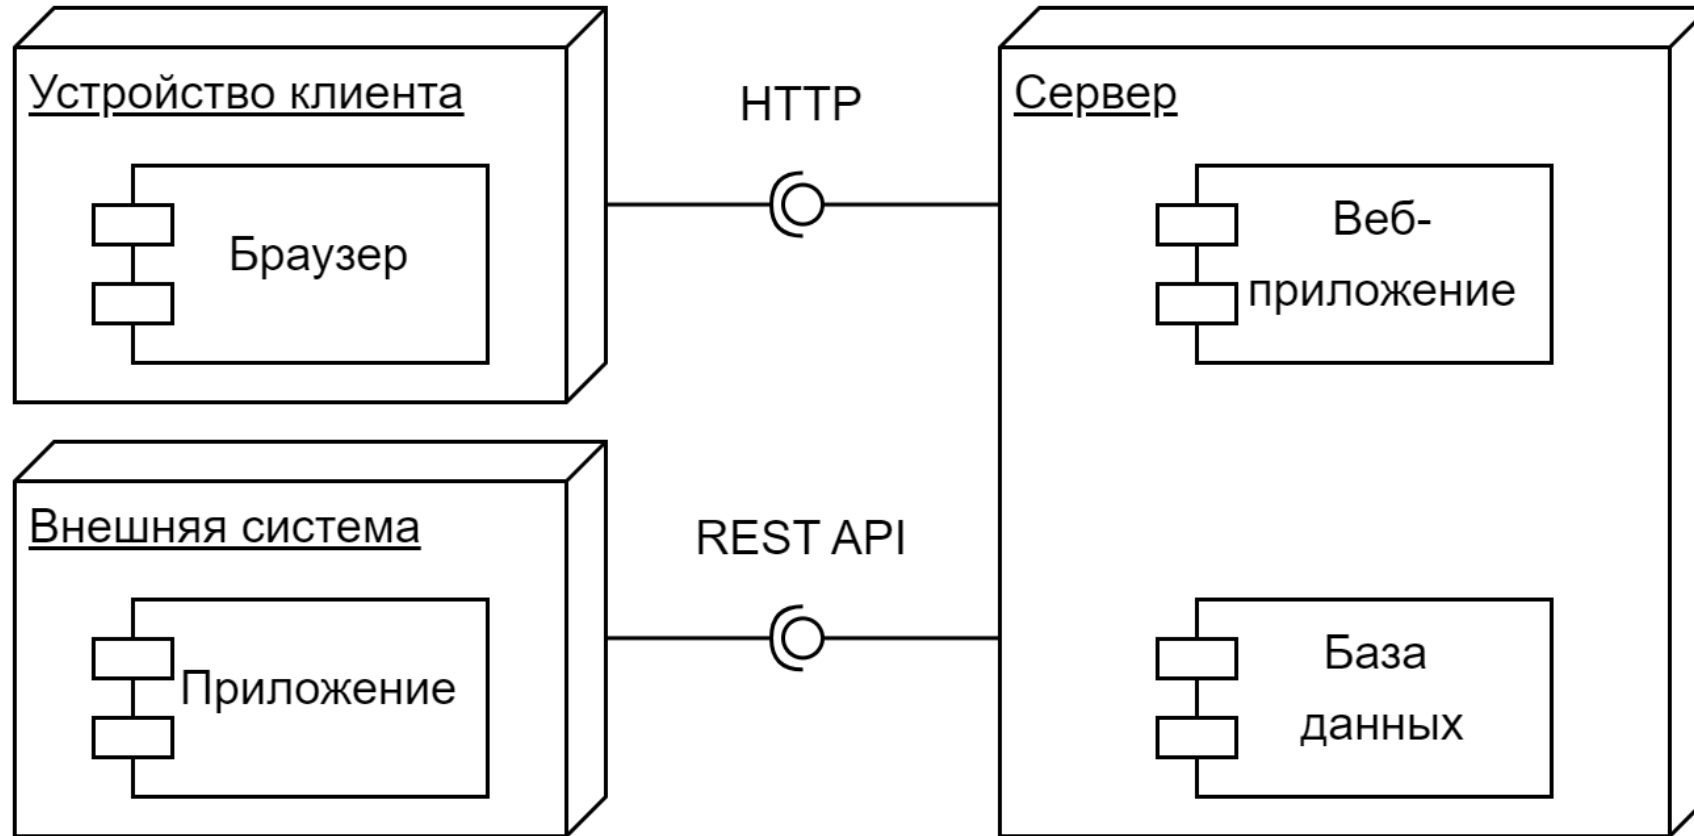 Устройство клиента
Браузер
HTTP
Сервер
Веб-
приложение
Внешняя система
Приложение
REST API
База
данных